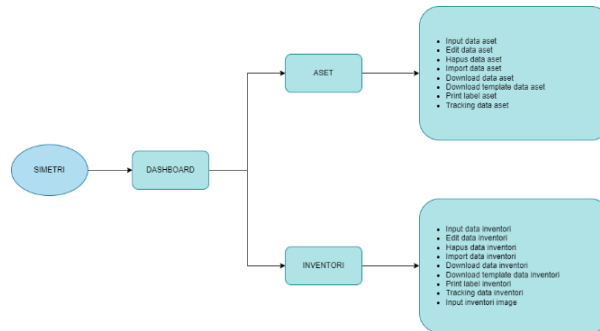 SIMETRI
DASHBOARD
ASET
Input data aset
Edit data aset
Hapus data aset
Import data aset
Download data aset
Download template data aset
Print label aset
Tracking data aset
INVENTORI
Input data inventori
Edit data inventori
Hapus data inventori
Import data inventori
Download data inventori
Download template data inventori
Print label inventori
Tracking data inventori
Input inventori image